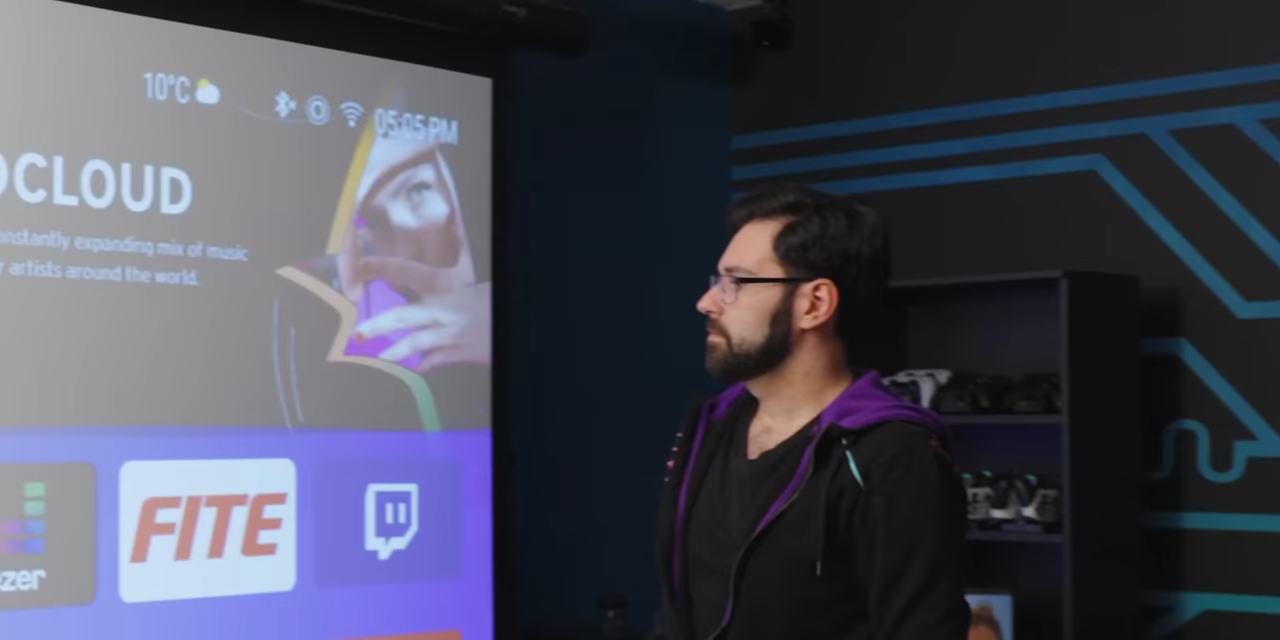 10°C
05:05 PM
OCLOUD
onstantly expanding mix of music
r artists around the world.
zer
FITE